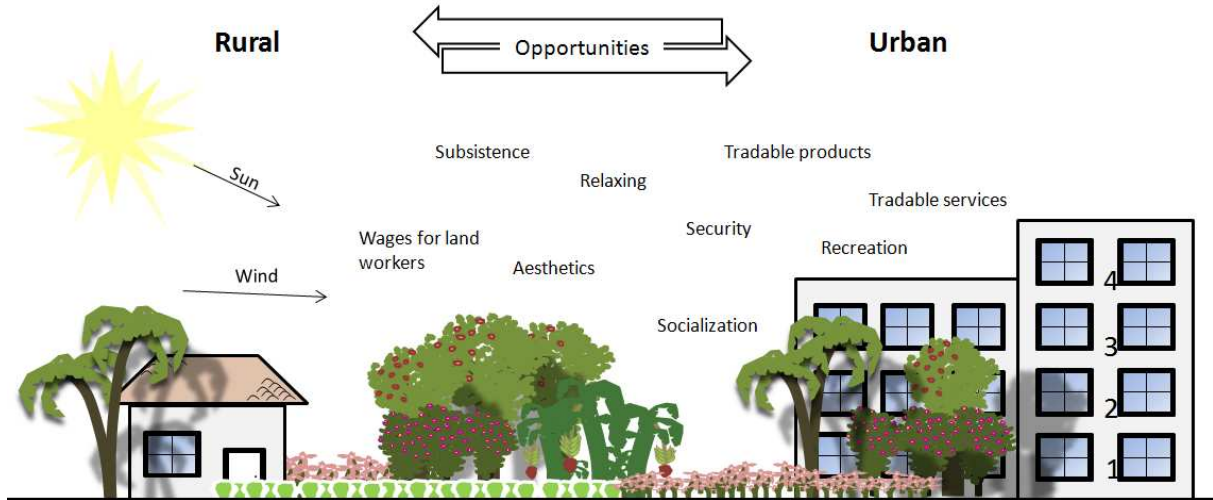 Rural
Opportunities
Urban
Subsistence
Tradable products
Sun
Relaxing
Tradable services
Security
Wages for land
workers
Recreation
Aesthetics
Wind
4
Socialization
3
2
1